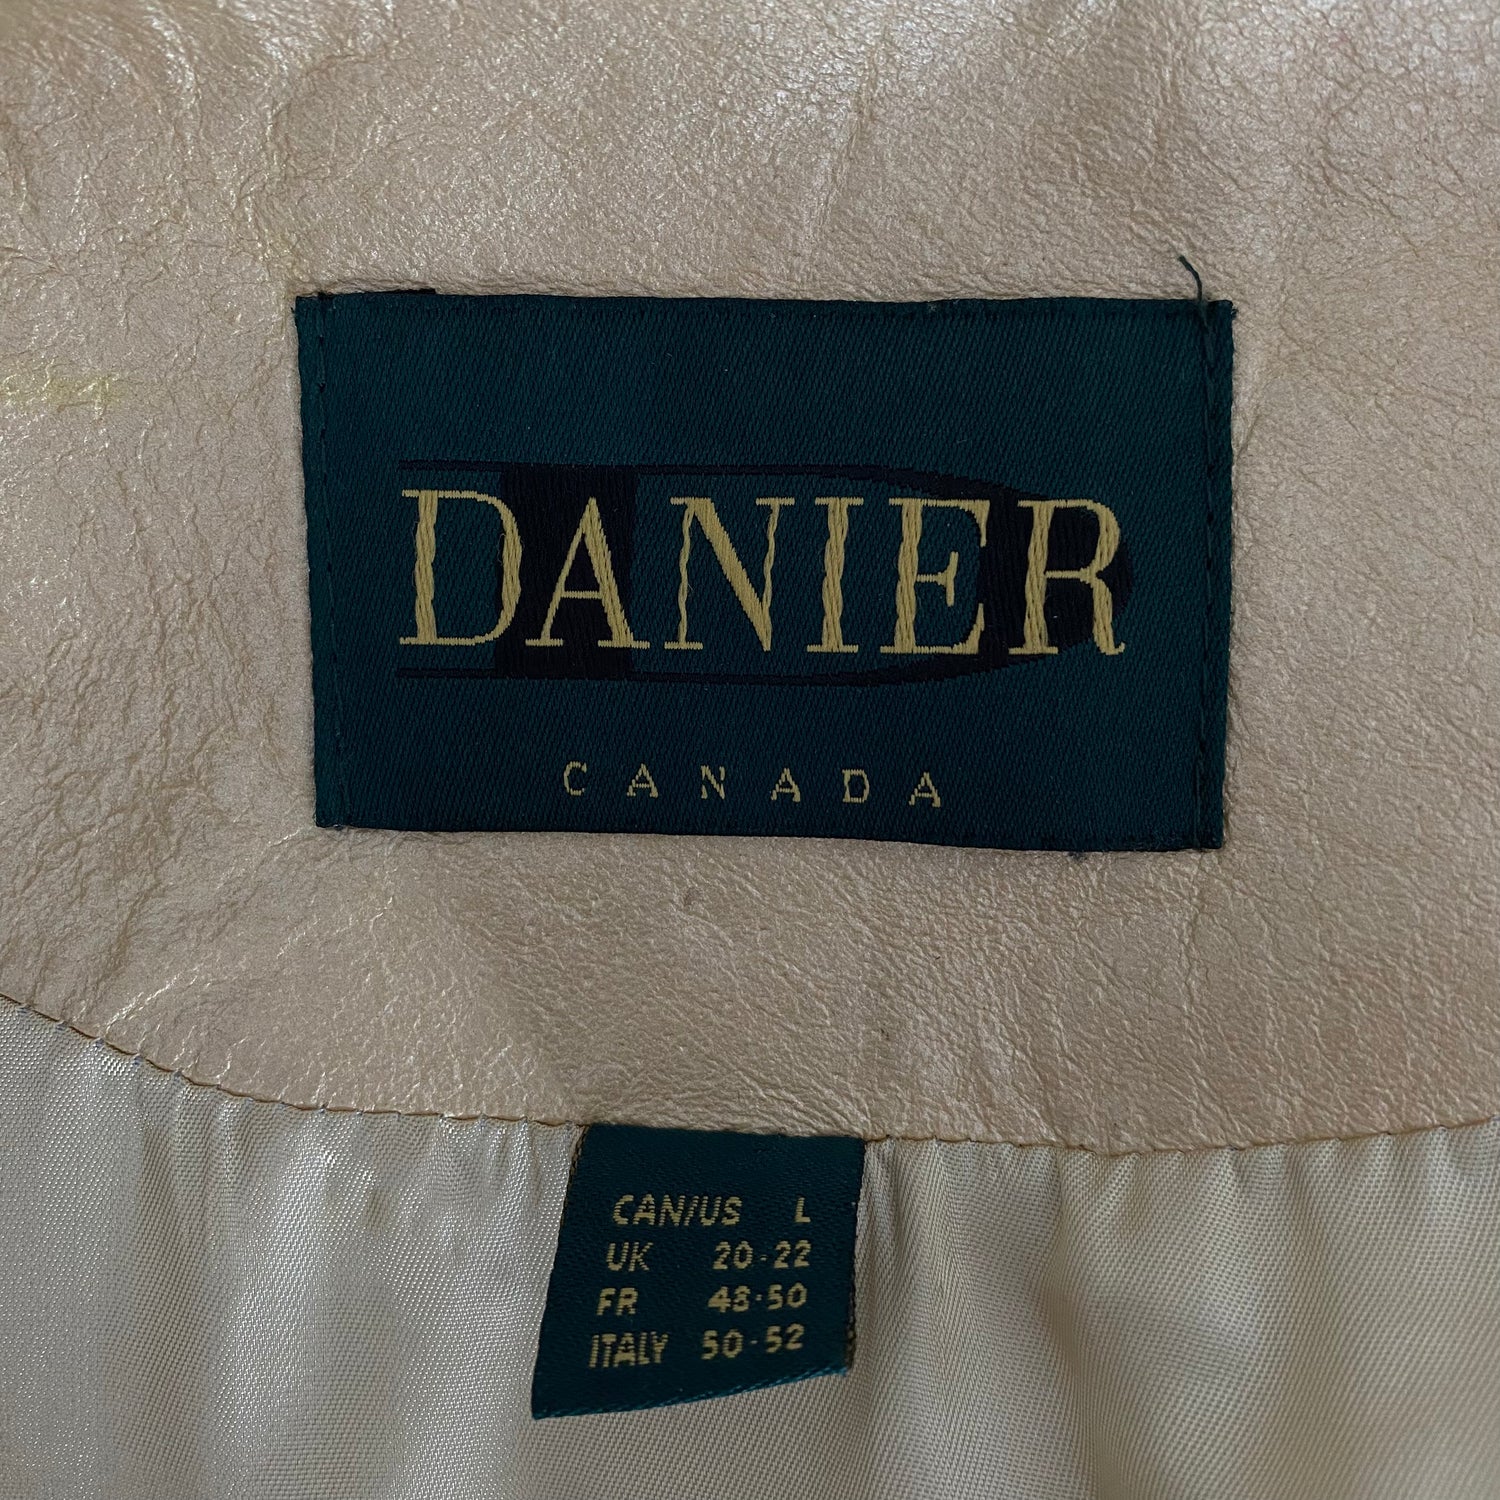 DANIER
CANADA
CAN/US L
UK 20-22
FR 48-50
ITALY 50-52